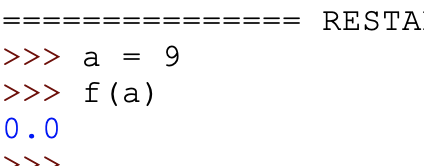 =============== RESTA
>>> a = 9
>>> f(a)
0.0
>>>